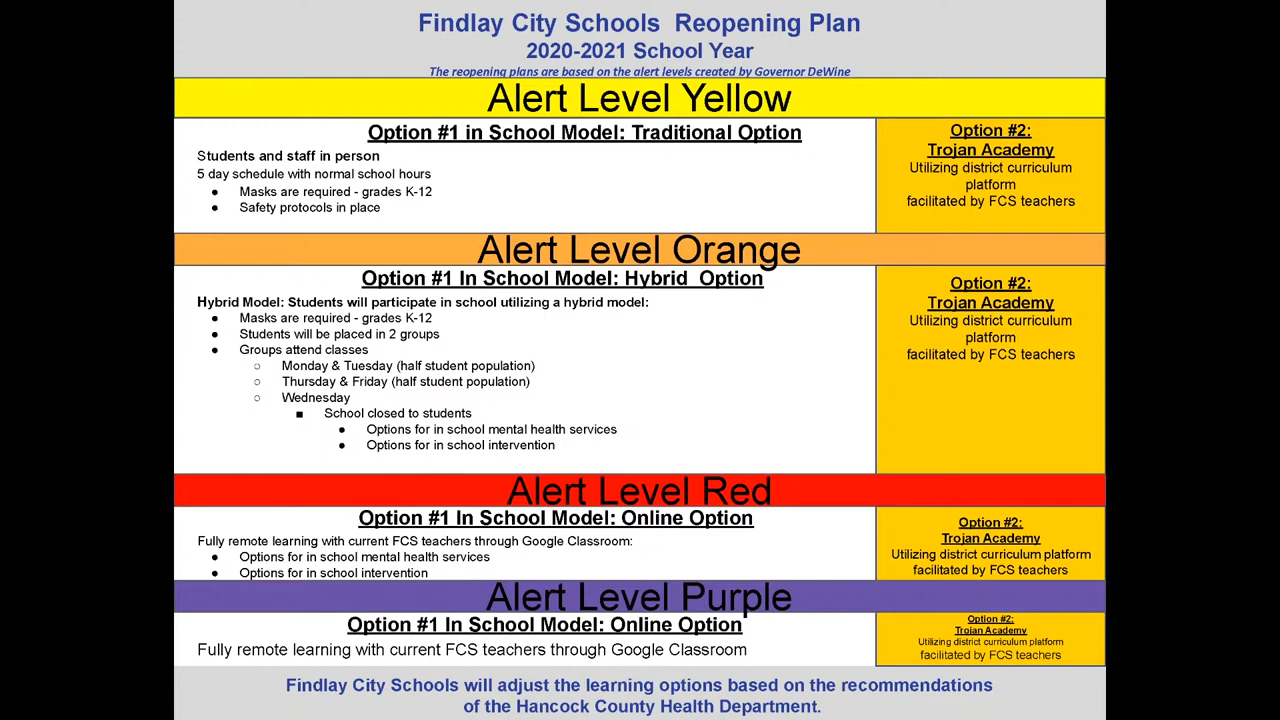 Findlay City Schools Reopening Plan
2020-2021 School Year
The reopening plans are based on the alert levels created by Governor DeWine
Alert Level Yellow
Option #1 in School Model: Traditional Option
Students and staff in person
5 day schedule with normal school hours
● Masks are required - grades K-12
● Safety protocols in place
Option #2:
Trojan Academy
Utilizing district curriculum
platform
facilitated by FCS teachers
Alert Level Orange
Option #1 In School Model: Hybrid Option
Hybrid Model: Students will participate in school utilizing a hybrid model:
● Masks are required - grades K-12
● Students will be placed in 2 groups
● Groups attend classes
○ Monday & Tuesday (half student population)
○ Thursday & Friday (half student population)
○ Wednesday
■ School closed to students
● Options for in school mental health services
● Options for in school intervention
Option #2:
Trojan Academy
Utilizing district curriculum
platform
facilitated by FCS teachers
Alert Level Red
Option #1 In School Model: Online Option
Fully remote learning with current FCS teachers through Google Classroom:
● Options for in school mental health services
● Options for in school intervention
Option #2:
Trojan Academy
Utilizing district curriculum platform
facilitated by FCS teachers
Alert Level Purple
Option #1 In School Model: Online Option
Fully remote learning with current FCS teachers through Google Classroom
Option #2:
Trojan Academy
Utilizing district curriculum platform
facilitated by FCS teachers
Findlay City Schools will adjust the learning options based on the recommendations
of the Hancock County Health Department.